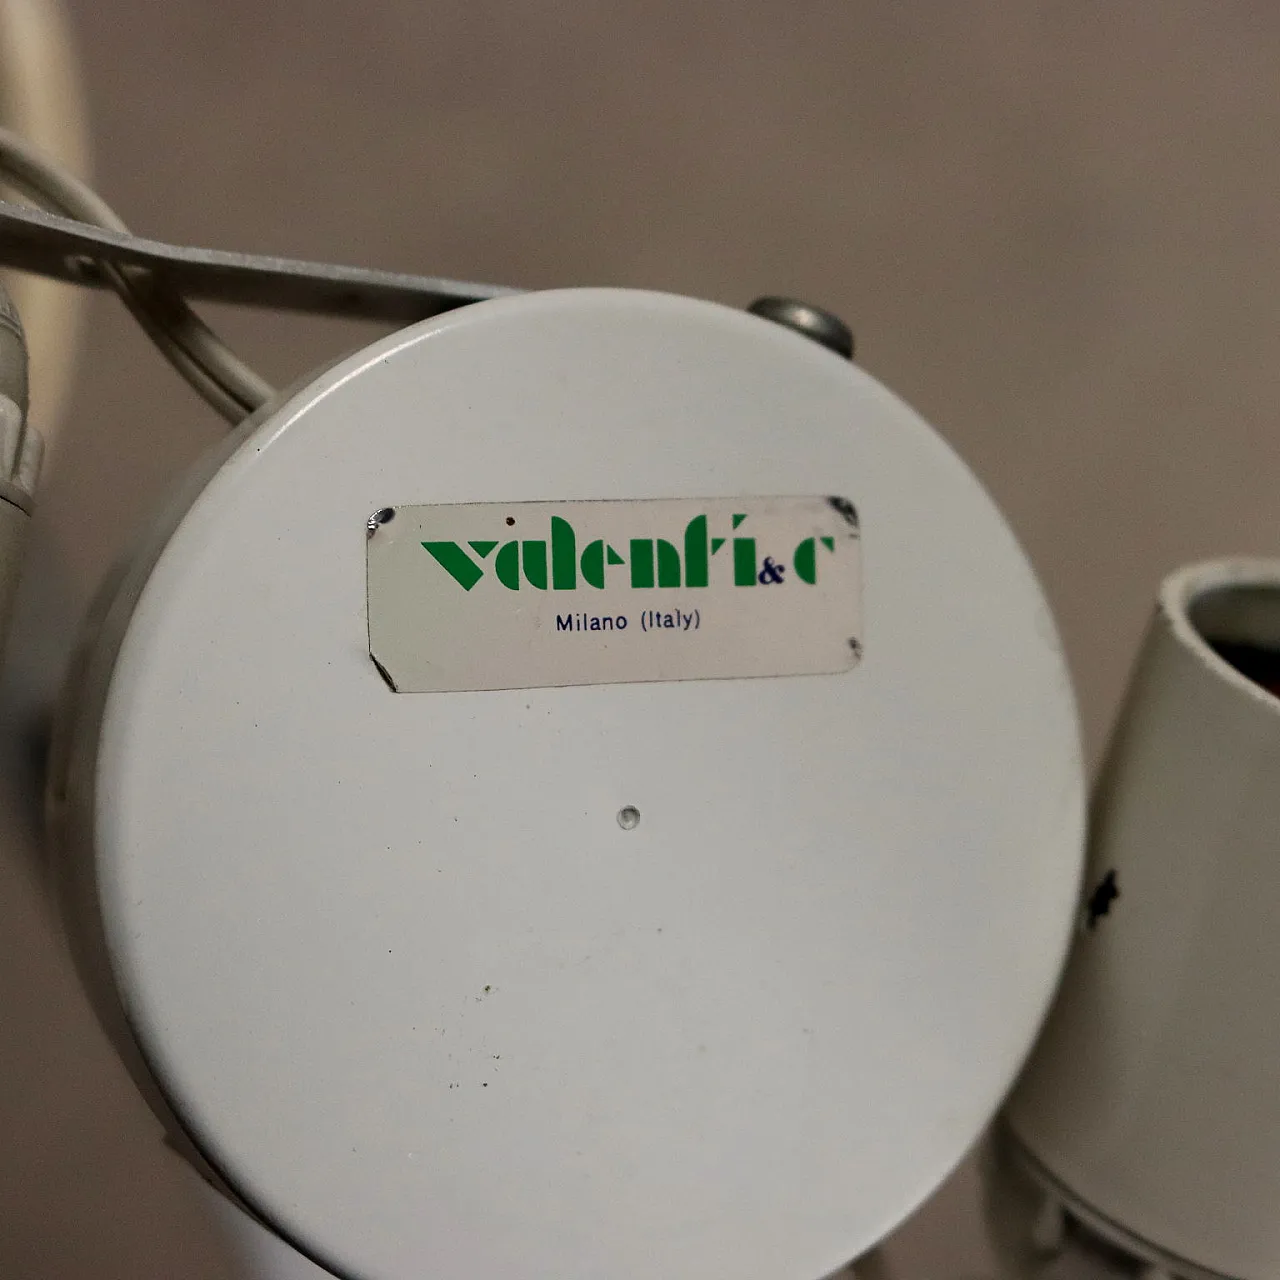 valenti & c
Milano (Italy)